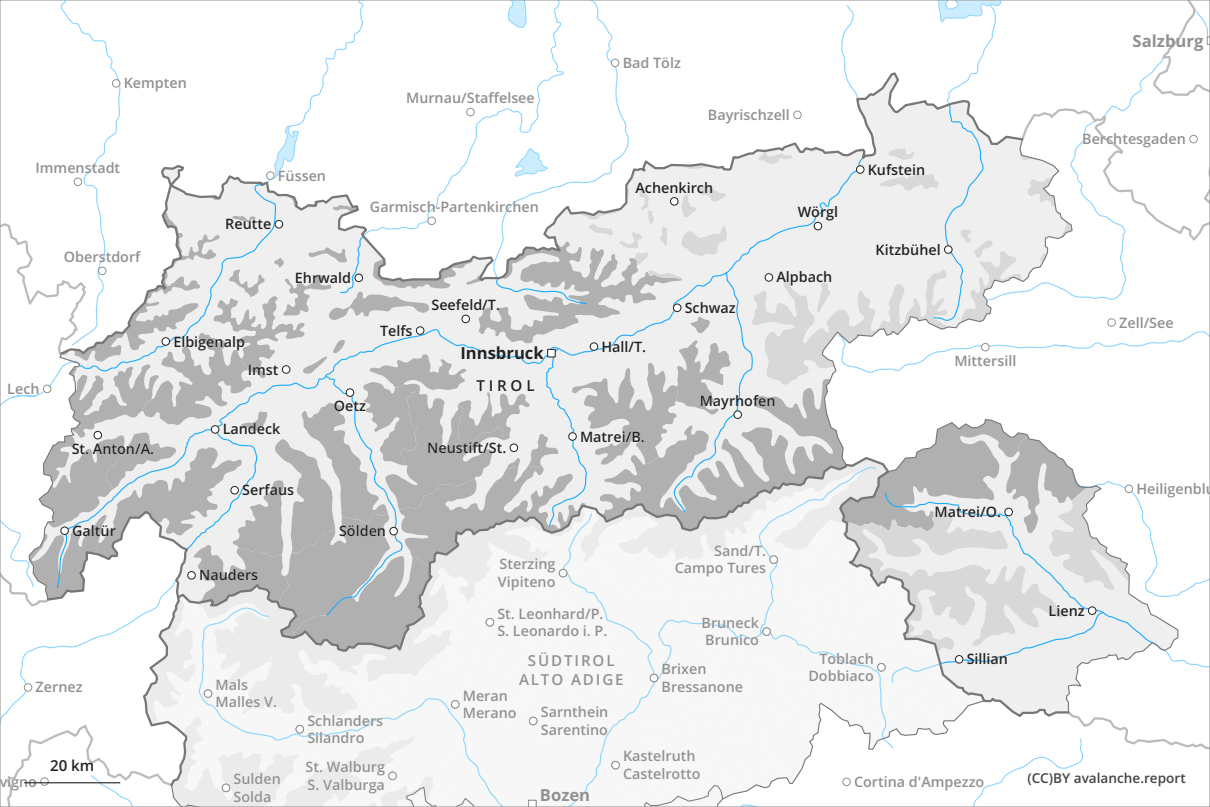 Salzburg
Bad Tölz
Kempten
Murnau/Staffelsee
Bayrischzell
Berchtesgaden
Immenstadt
Füssen
Kufstein
Achenkirch
Garmisch-Partenkirchen
Wörgl
Reutte
Kitzbühel
Oberstdorf
Ehrwald
Alpbach
Seefeld/T.
Schwaz
Telfs
Zell/See
Elbigenalp
Innsbruck
Hall/T.
Mittersill
Imst
TIROL
Lech
Oetz
Mayrhofen
Landeck
Matrei/B.
St. Anton/A.
Neustift/St.
Serfaus
Heiligenblu
Matrei/O.
Galtür
Sölden
Sand/T.
Campo Tures
Sterzing
Vipiteno
Nauders
Lienz
St. Leonhard/P.
S. Leonardo i. P.
Bruneck
Brunico
SÜDTIROL
ALTO ADIGE
Toblach
Dobbiaco
Sillian
Brixen
Bressanone
Zernez
Mals
Malles V.
Meran
Merano
Sarnthein
Sarentino
Schlanders
Silandro
Kastelruth
Castelrotto
20 km
St. Walburg
S. Valburga
vigno
Sulden
Solda
Cortina d'Ampezzo
(CC)BY avalanche.report
Bozen